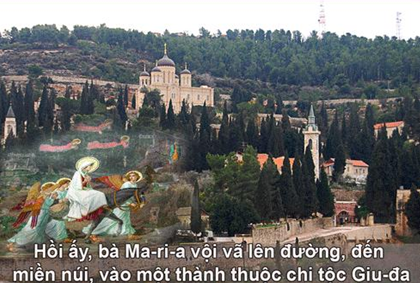 Hồi ấy, bà Ma-ri-a vội vã lên đường, đến
miền núi, vào một thành thuộc chi tộc Giu-đa